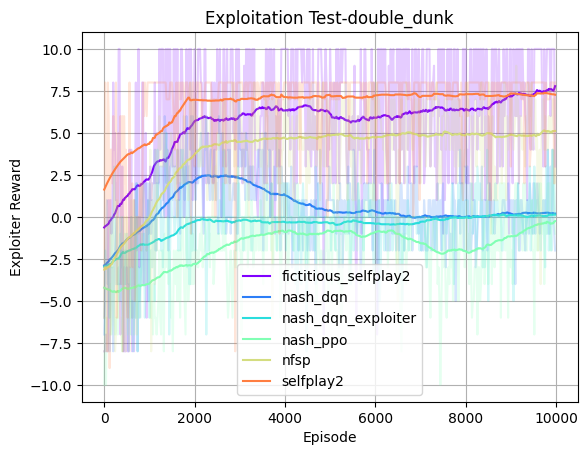 Exploitation Test-double_dunk
10.0
7.5
5.0
2.5
0.0
−2.5
−5.0
−7.5
−10.0
Exploiter Reward
fictitious_selfplay2
nash_dqn
nash_dqn_exploiter
nash_ppo
nfsp
selfplay2
0 2000 4000 6000 8000 10000
Episode